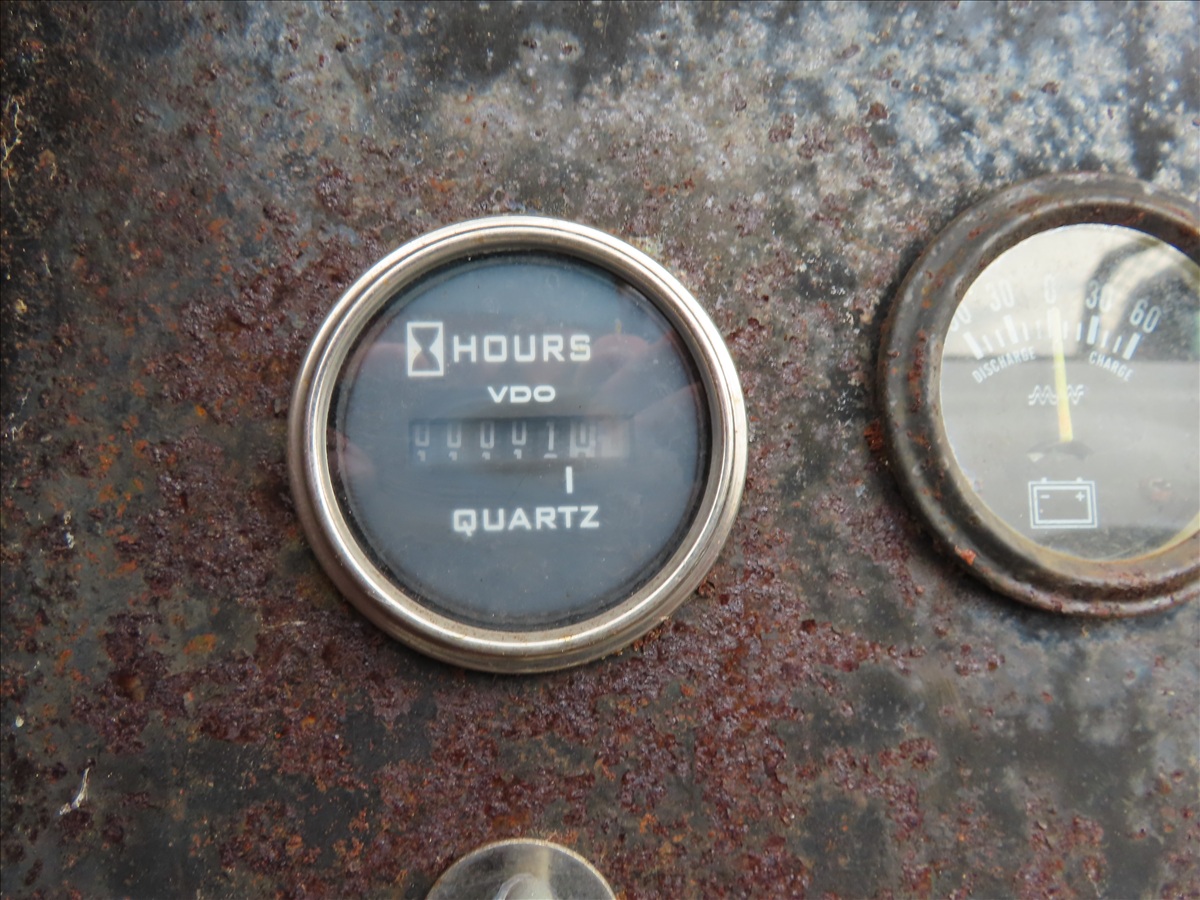 HOURS
VDO
QUARTZ
30 0 30 60
DISCHARGE CHARGE
- +